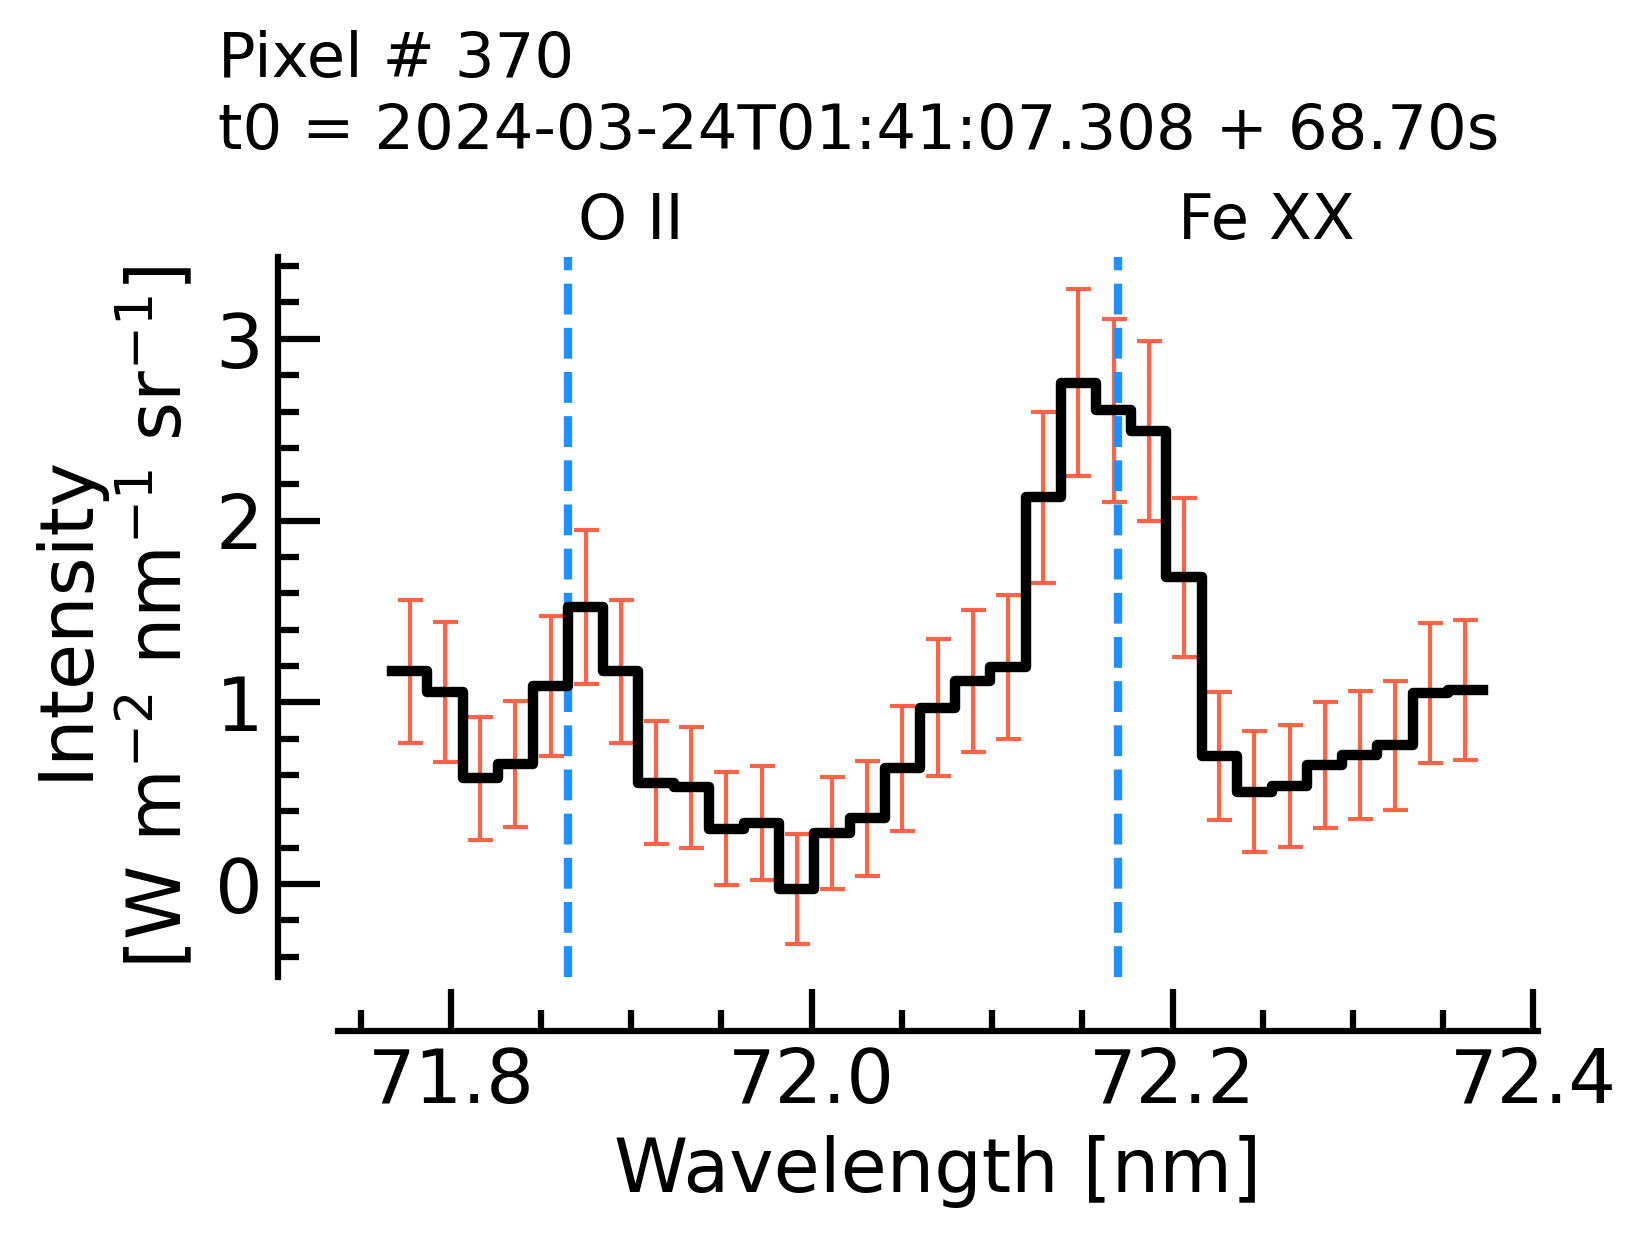 Pixel # 370
t0 = 2024-03-24T01:41:07.308 + 68.70s
O II
Fe XX
Intensity
[W m⁻² nm⁻¹ sr⁻¹]
3
2
1
0
71.8 72.0 72.2 72.4
Wavelength [nm]